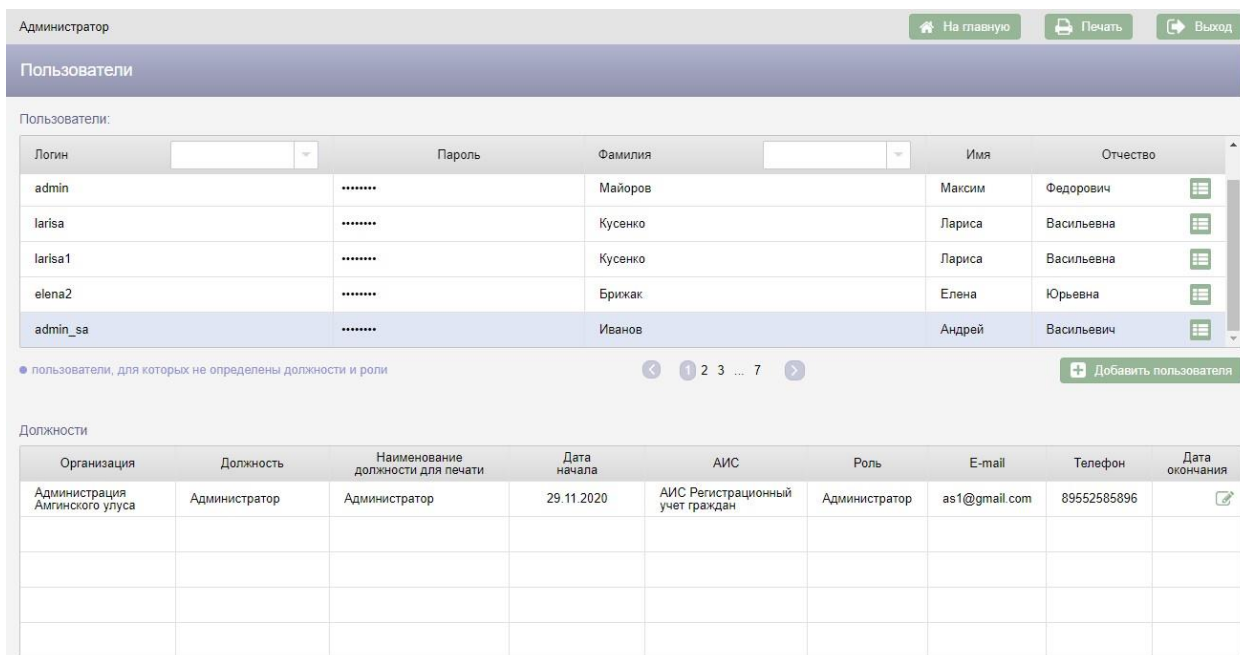 Администратор На главную Печать Выход
Пользователи
Пользователи:
Логин Пароль Фамилия Имя Отчество
admin •••••••• Майоров Максим Федорович
larisa •••••••• Кусенко Лариса Васильевна
larisa1 •••••••• Кусенко Лариса Васильевна
elena2 •••••••• Брижак Елена Юрьевна
admin_sa •••••••• Иванов Андрей Васильевич
пользователи, для которых не определены должности и роли 1 2 3 ... 7 Добавить пользователя
Должности
Организация Должность Наименование должности для печати Дата начала АИС Роль E-mail Телефон Дата окончания
Администрация Амгинского улуса Администратор Администратор 29.11.2020 АИС Регистрационный учет граждан Администратор as1@gmail.com 89552585896